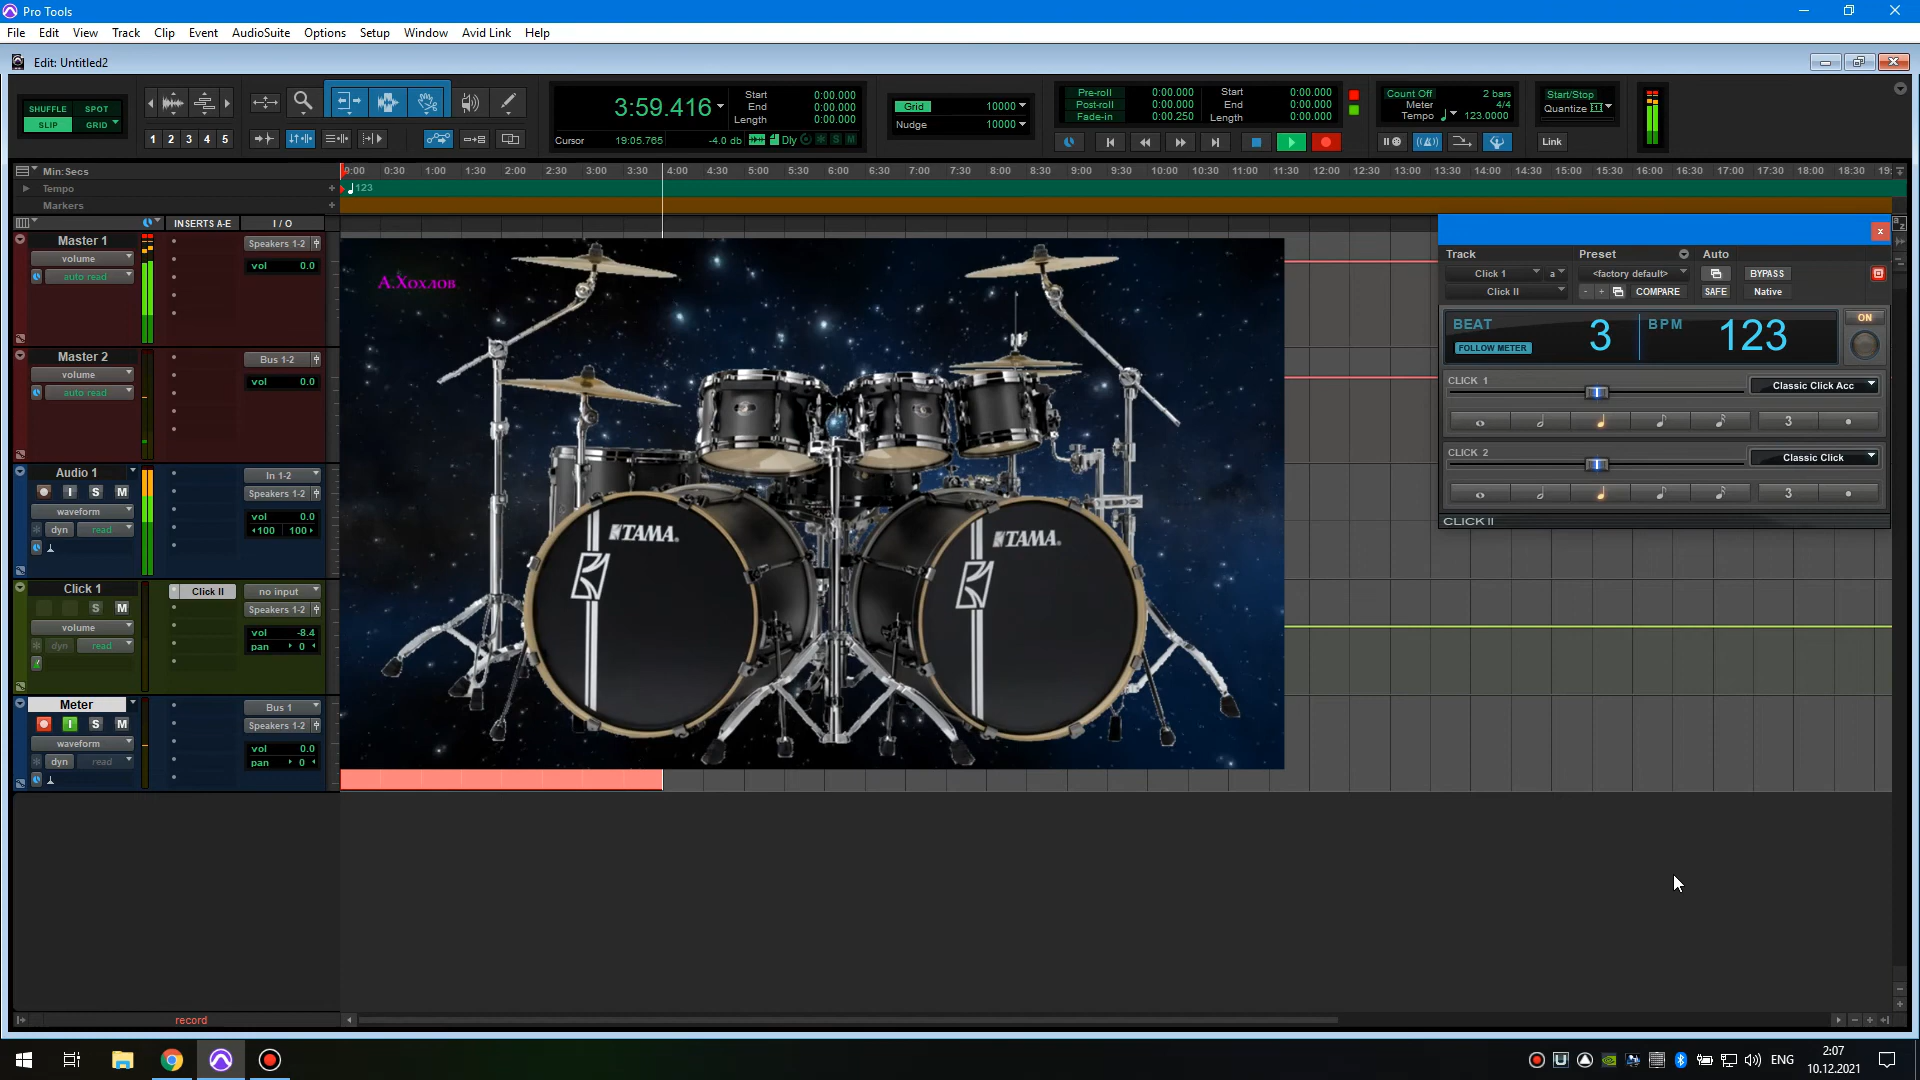 Pro Tools
File Edit View Track Clip Event AudioSuite Options Setup Window Avid Link Help
Edit: Untitled2
SHUFFLE SPOT
SLIP GRID
1 2 3 4 5
3:59.416
Start 0:00.000
End 0:00.000
Length 0:00.000
Cursor 19:05.765 -4.0 db Dly S M
Grid 10000
Nudge 10000
Pre-roll 0:00.000
Post-roll 0:00.000
Fade-in 0:00.250
Start 0:00.000
End 0:00.000
Length 0:00.000
Count Off 2 bars
Meter 4/4
Tempo 123.0000
Start/Stop
Quantize
Link
Min:Secs
0:00 0:30 1:00 1:30 2:00 2:30 3:00 3:30 4:00 4:30 5:00 5:30 6:00 6:30 7:00 7:30 8:00 8:30 9:00 9:30 10:00 10:30 11:00 11:30 12:00 12:30 13:00 13:30 14:00 14:30 15:00 15:30 16:00 16:30 17:00 17:30 18:00 18:30 19:
Tempo
123
Markers
INSERTS A-E I / O
Master 1
volume
auto read
Speakers 1-2
vol 0.0
Master 2
volume
auto read
Bus 1-2
vol 0.0
Audio 1
I S M
waveform
dyn read
In 1-2
Speakers 1-2
vol 0.0
100 100
Click 1
S M
volume
dyn read
Click II
no input
Speakers 1-2
vol -8.4
pan 0
Meter
I S M
waveform
dyn read
Bus 1
Speakers 1-2
vol 0.0
pan 0
А.Хохлов
TAMA
TAMA
Track Preset Auto
Click 1 a <factory default> BYPASS
Click II - + COMPARE SAFE Native
BEAT 3 BPM 123
FOLLOW METER
ON
CLICK 1
Classic Click Acc
3
CLICK 2
Classic Click
3
CLICK II
record
ENG
2:07
10.12.2021